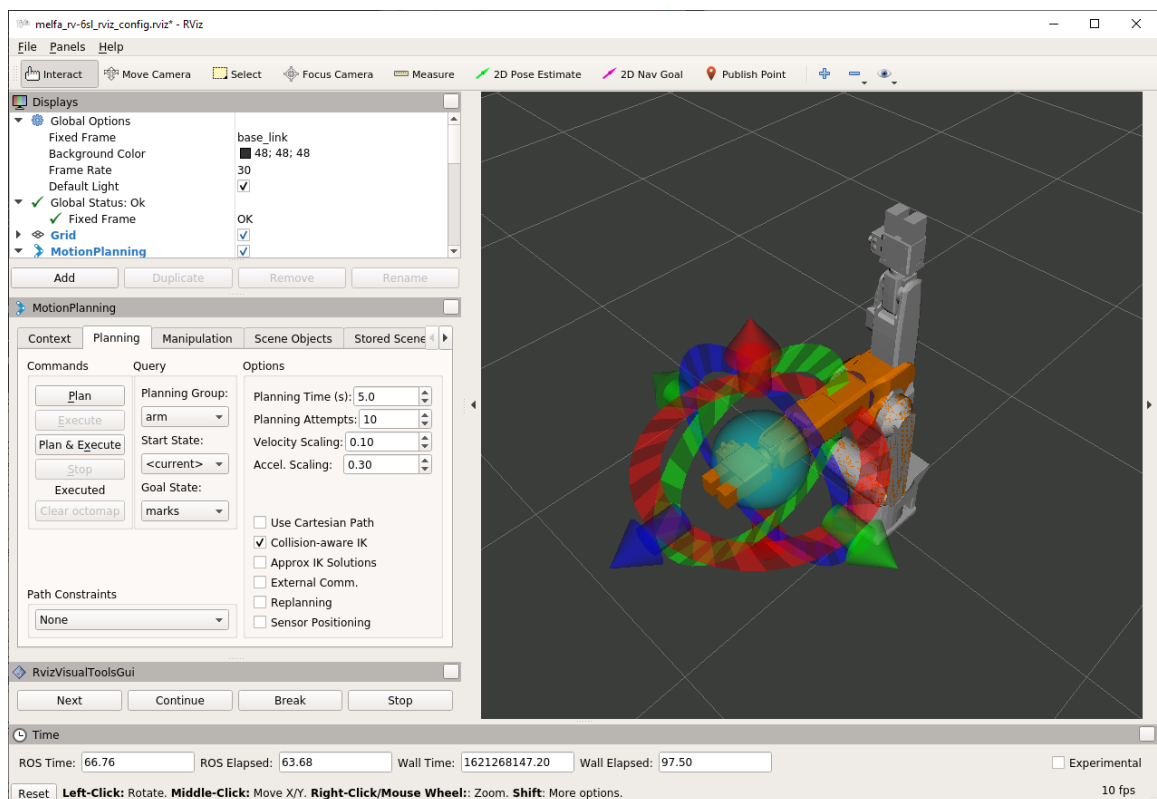 melfa_rv-6sl_rviz_config.rviz* - RViz
File Panels Help
Interact Move Camera Select Focus Camera Measure 2D Pose Estimate 2D Nav Goal Publish Point
Displays
Global Options
Fixed Frame base_link
Background Color 48; 48; 48
Frame Rate 30
Default Light
Global Status: Ok
Fixed Frame OK
Grid
MotionPlanning
Add Duplicate Remove Rename
MotionPlanning
Context Planning Manipulation Scene Objects Stored Scene
Commands Query Options
Plan
Execute
Plan & Execute
Stop
Executed
Clear octomap
Planning Group:
arm
Start State:
<current>
Goal State:
marks
Planning Time (s): 5.0
Planning Attempts: 10
Velocity Scaling: 0.10
Accel. Scaling: 0.30
Use Cartesian Path
Collision-aware IK
Approx IK Solutions
External Comm.
Replanning
Sensor Positioning
Path Constraints
None
RvizVisualToolsGui
Next Continue Break Stop
Time
ROS Time: 66.76 ROS Elapsed: 63.68 Wall Time: 1621268147.20 Wall Elapsed: 97.50 Experimental
Reset Left-Click: Rotate. Middle-Click: Move X/Y. Right-Click/Mouse Wheel:: Zoom. Shift: More options. 10 fps